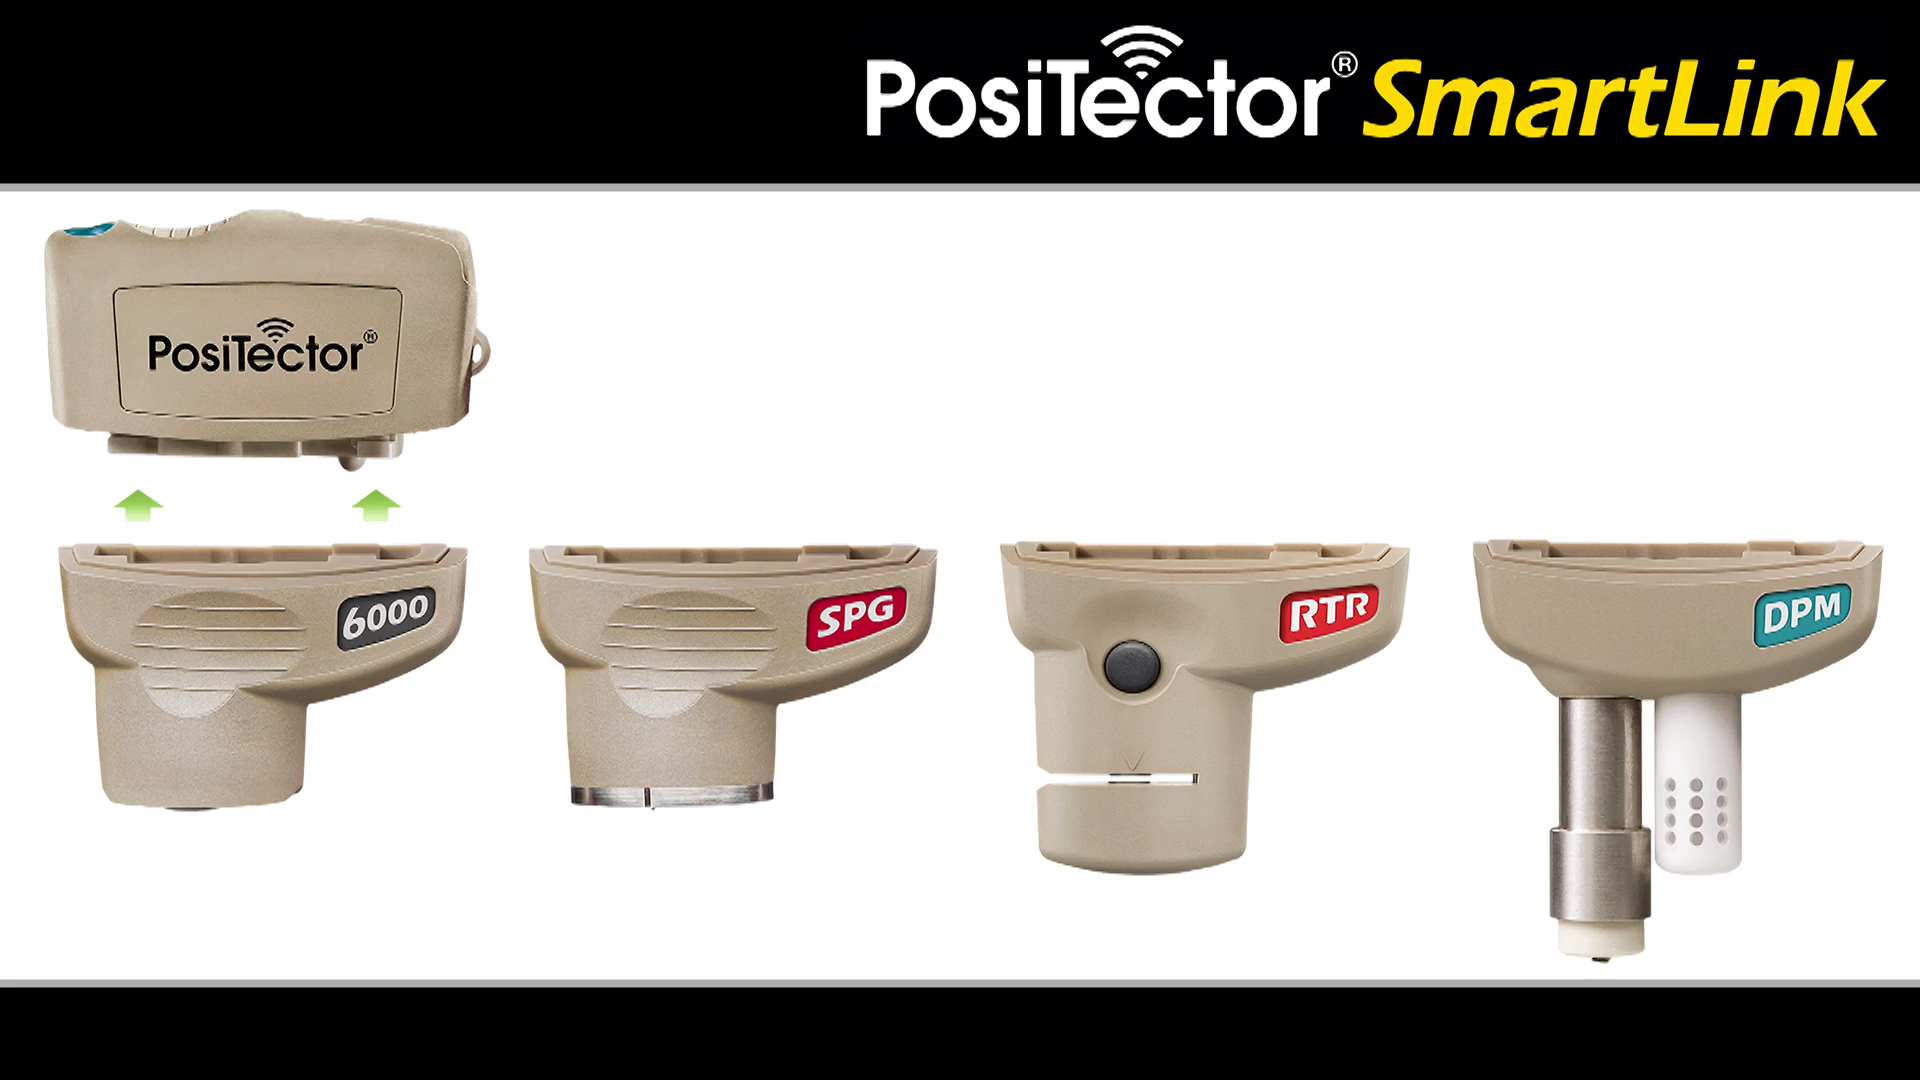 PosiTector® SmartLink
PosiTector®
6000
SPG
RTR
DPM